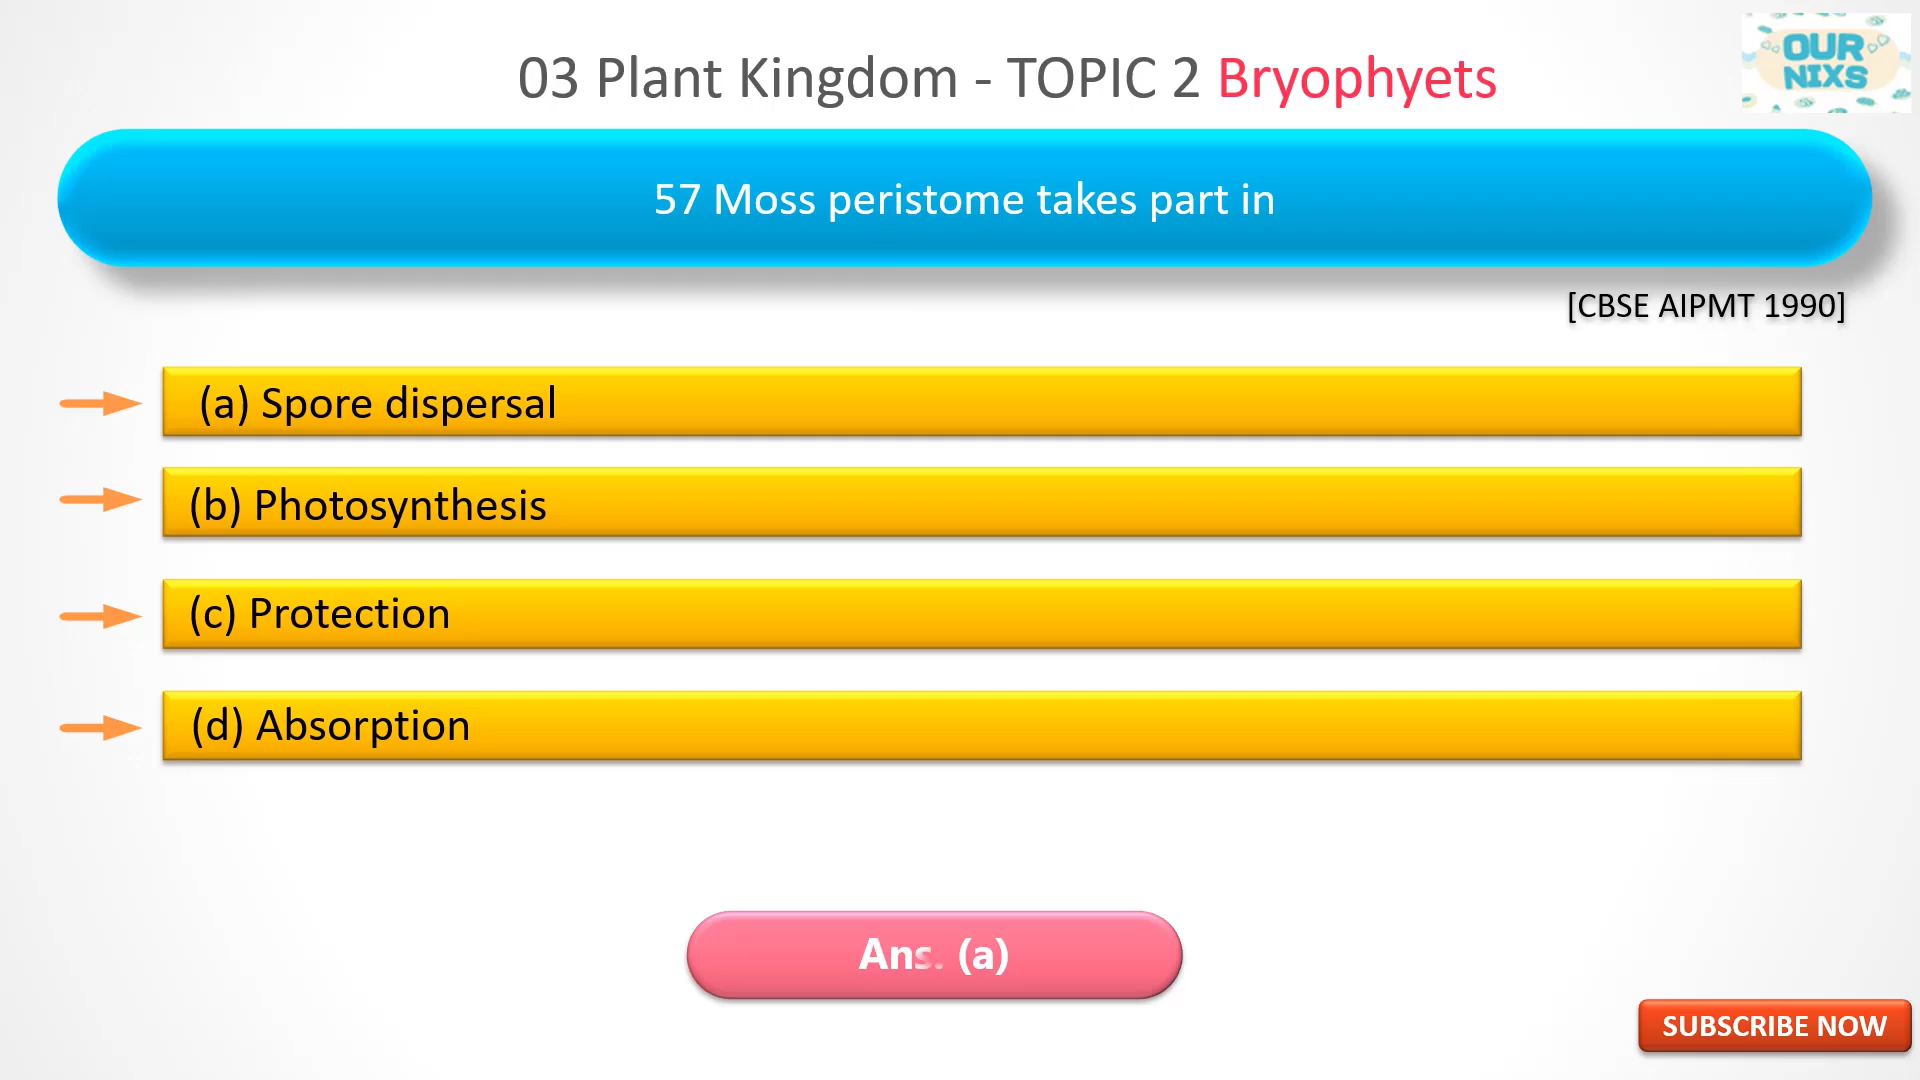 03 Plant Kingdom - TOPIC 2 Bryophyets
OUR
NIXS
57 Moss peristome takes part in
[CBSE AIPMT 1990]
(a) Spore dispersal
(b) Photosynthesis
(c) Protection
(d) Absorption
Ans. (a)
SUBSCRIBE NOW